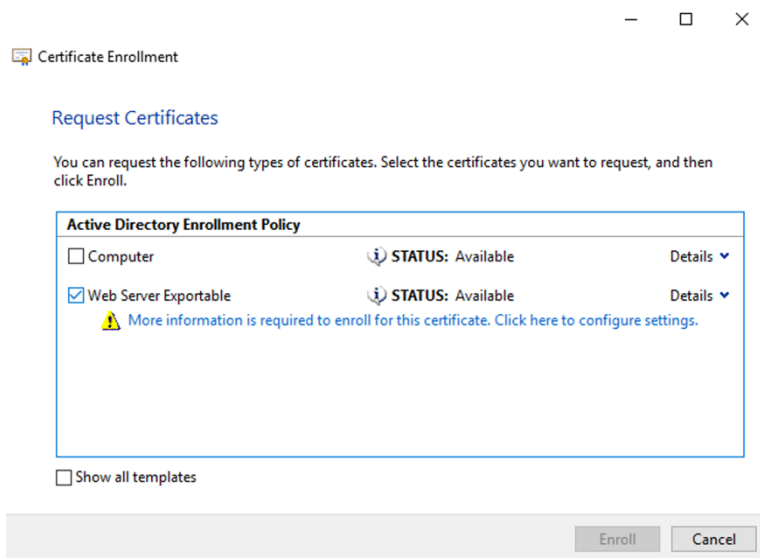 Certificate Enrollment
Request Certificates
You can request the following types of certificates. Select the certificates you want to request, and then
click Enroll.
Active Directory Enrollment Policy
Computer STATUS: Available Details
Web Server Exportable STATUS: Available Details
More information is required to enroll for this certificate. Click here to configure settings.
Show all templates
Enroll Cancel